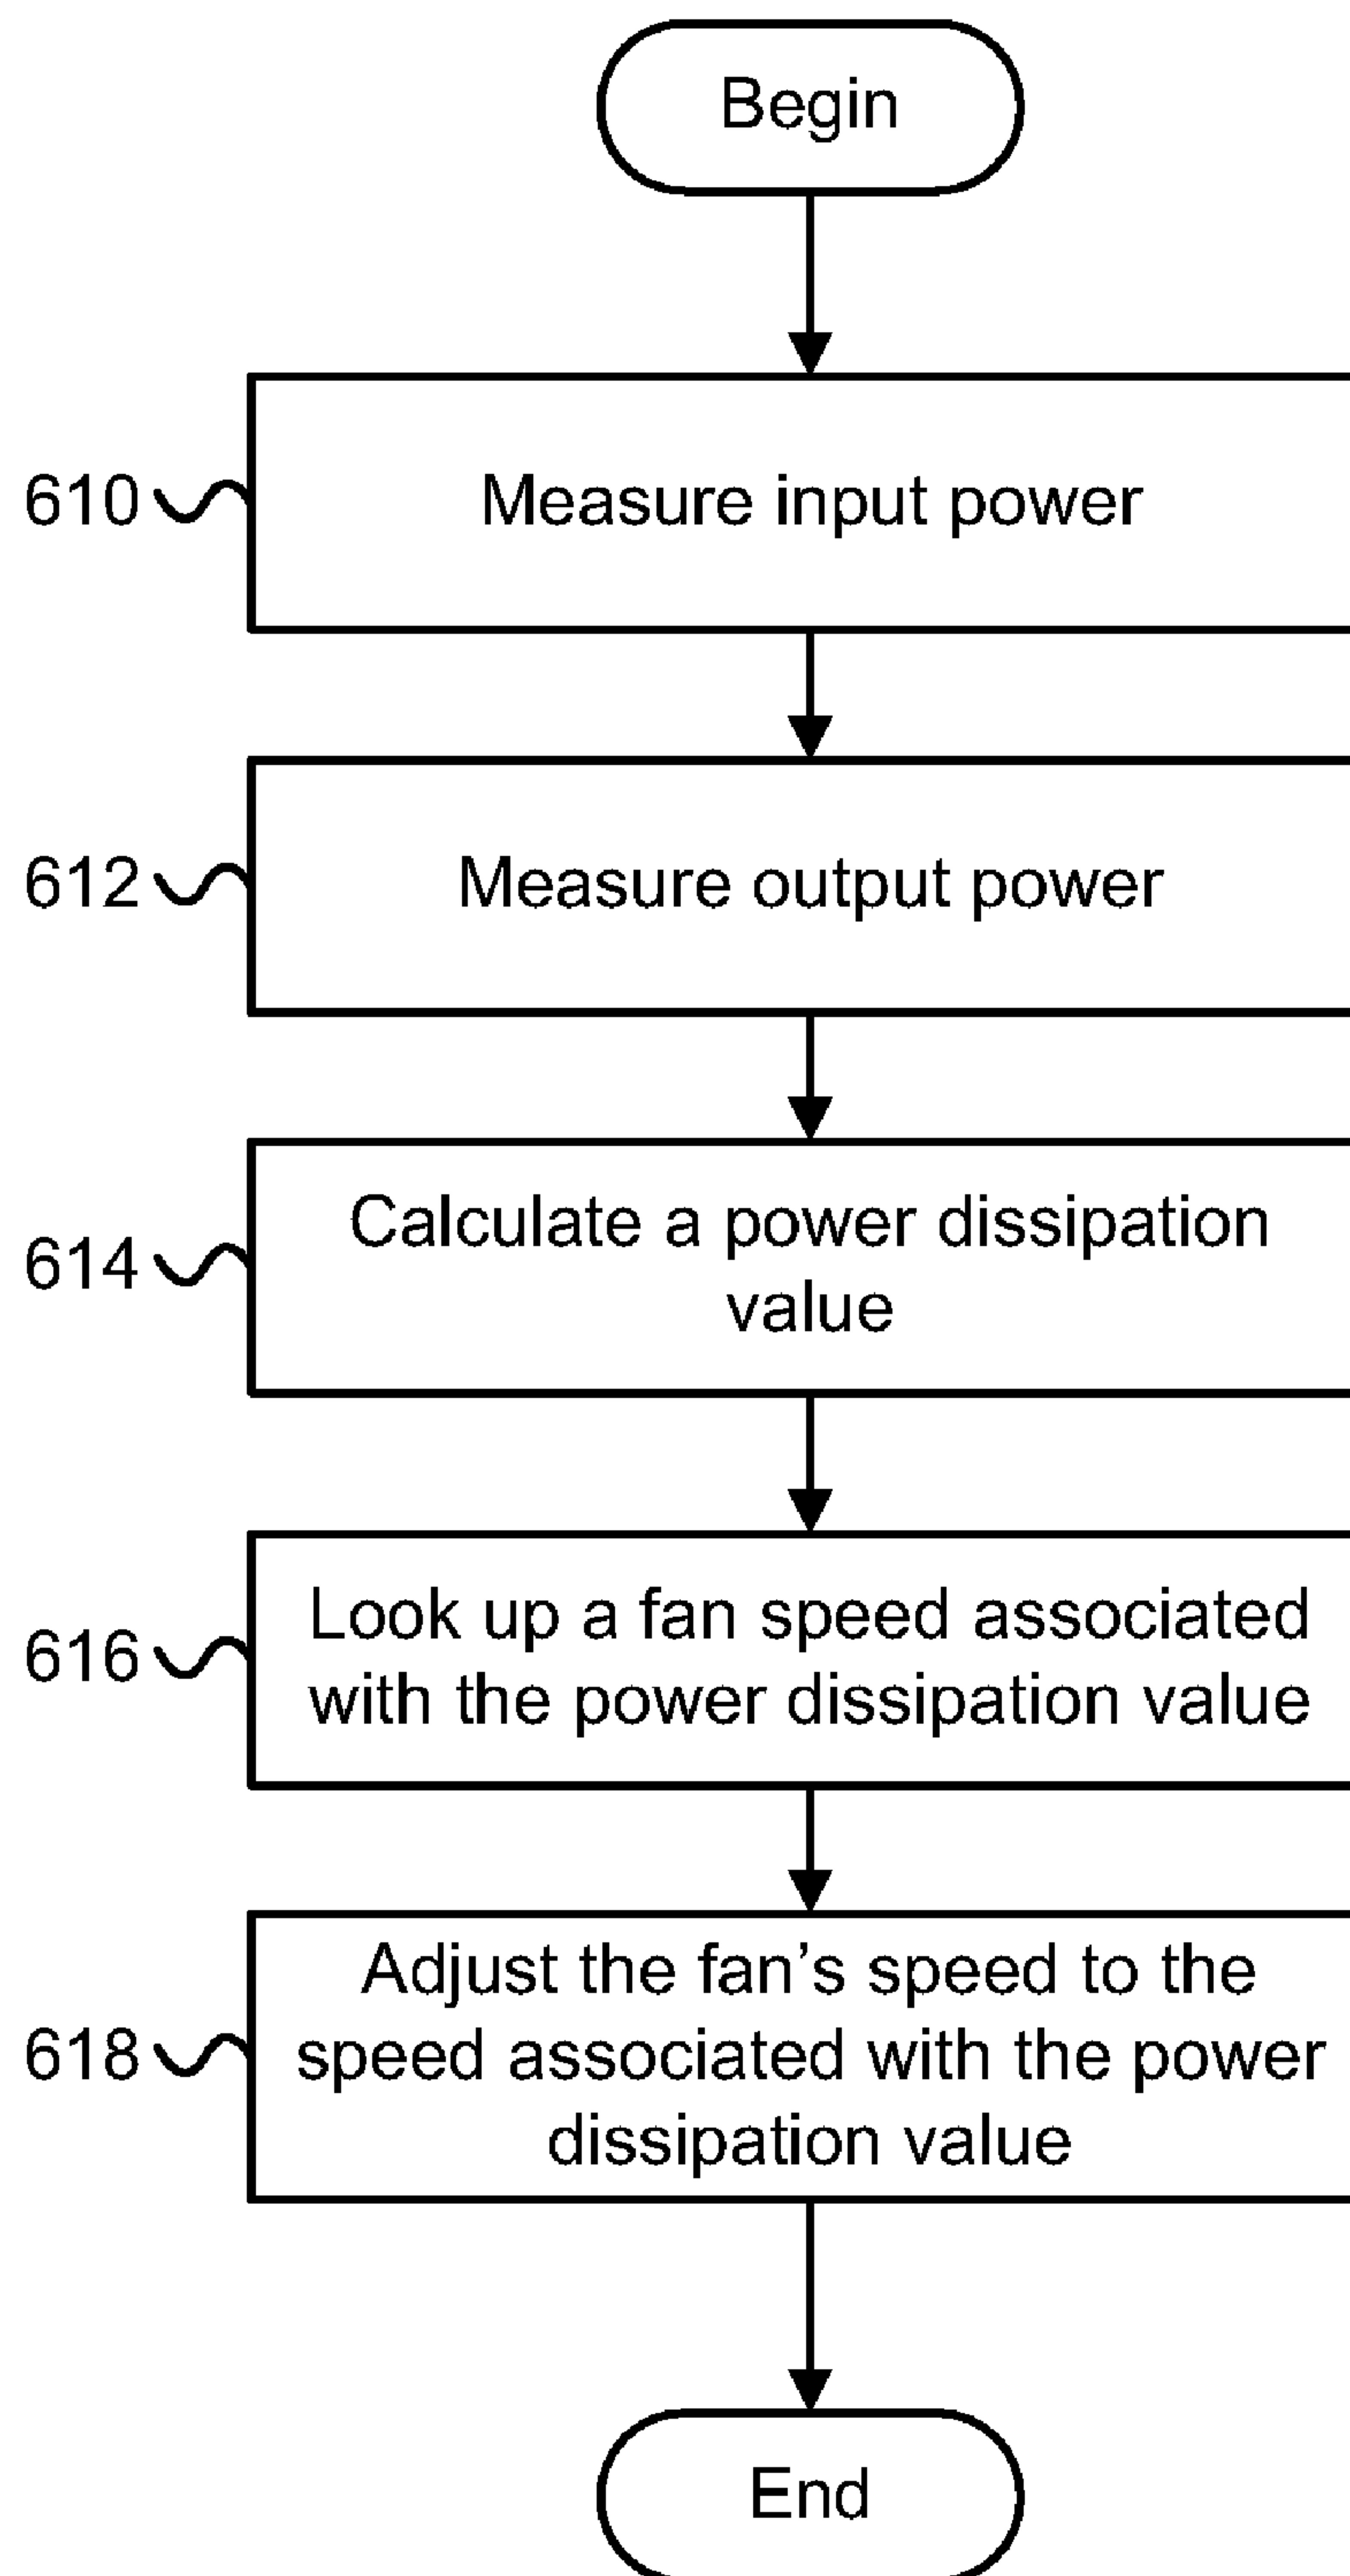 Begin
610
Measure input power
612
Measure output power
614
Calculate a power dissipation
value
616
Look up a fan speed associated
with the power dissipation value
618
Adjust the fan's speed to the
speed associated with the power
dissipation value
End